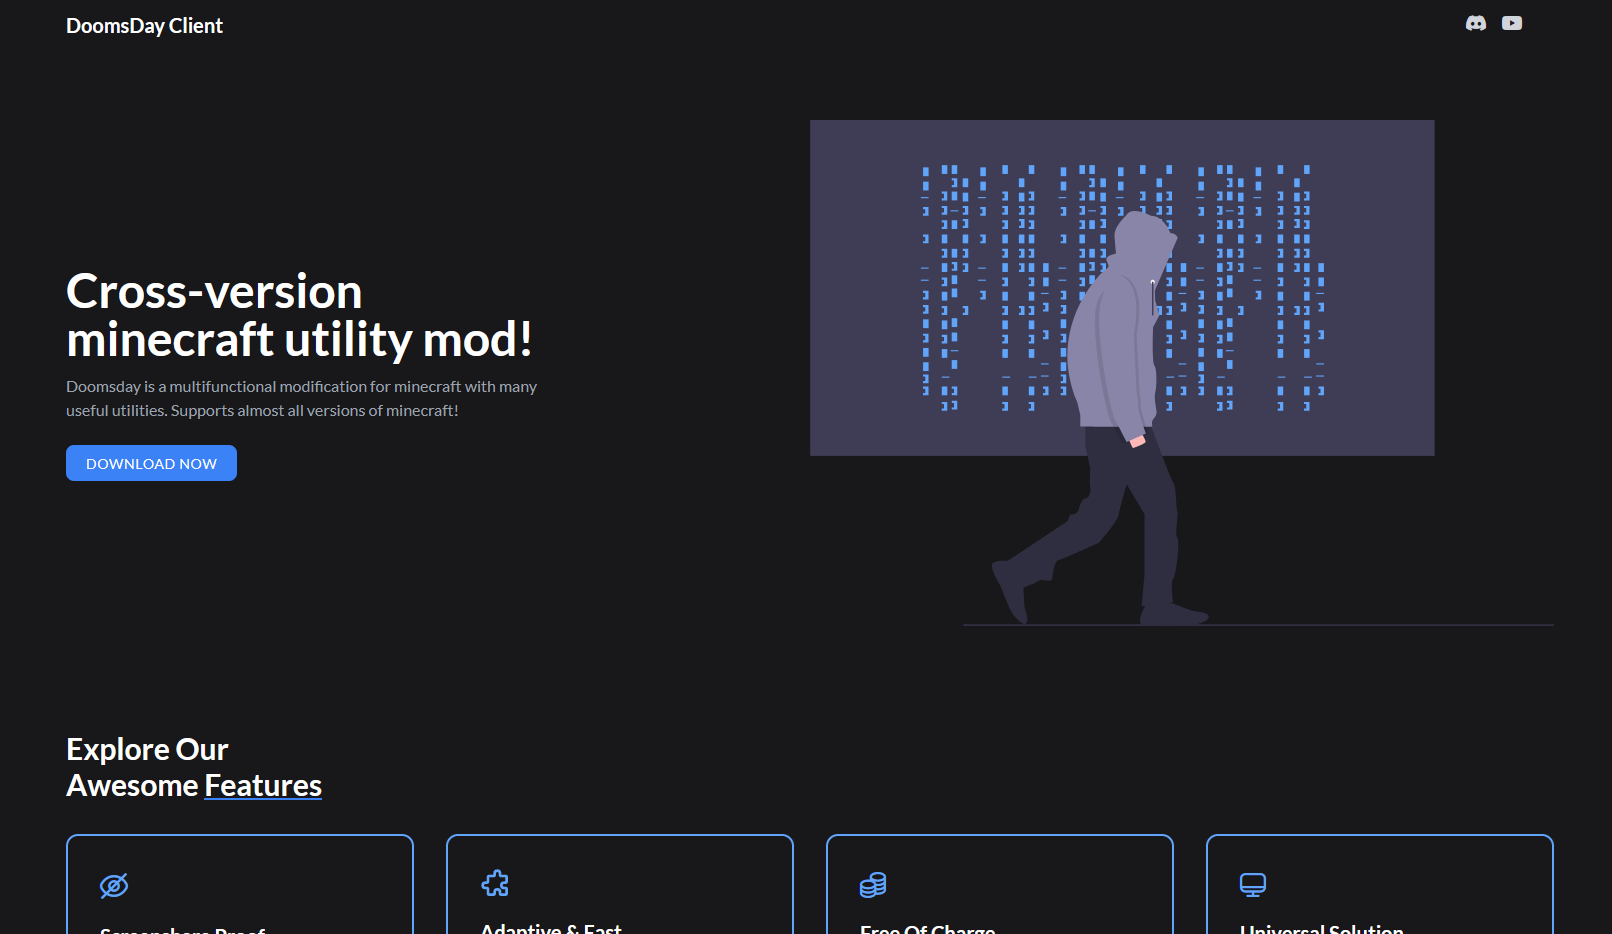 DoomsDay Client
Cross-version
minecraft utility mod!
Doomsday is a multifunctional modification for minecraft with many
useful utilities. Supports almost all versions of minecraft!
DOWNLOAD NOW
Explore Our
Awesome Features
Screenshare Proof
Adaptive & Fast
Free Of Charge
Universal Solution